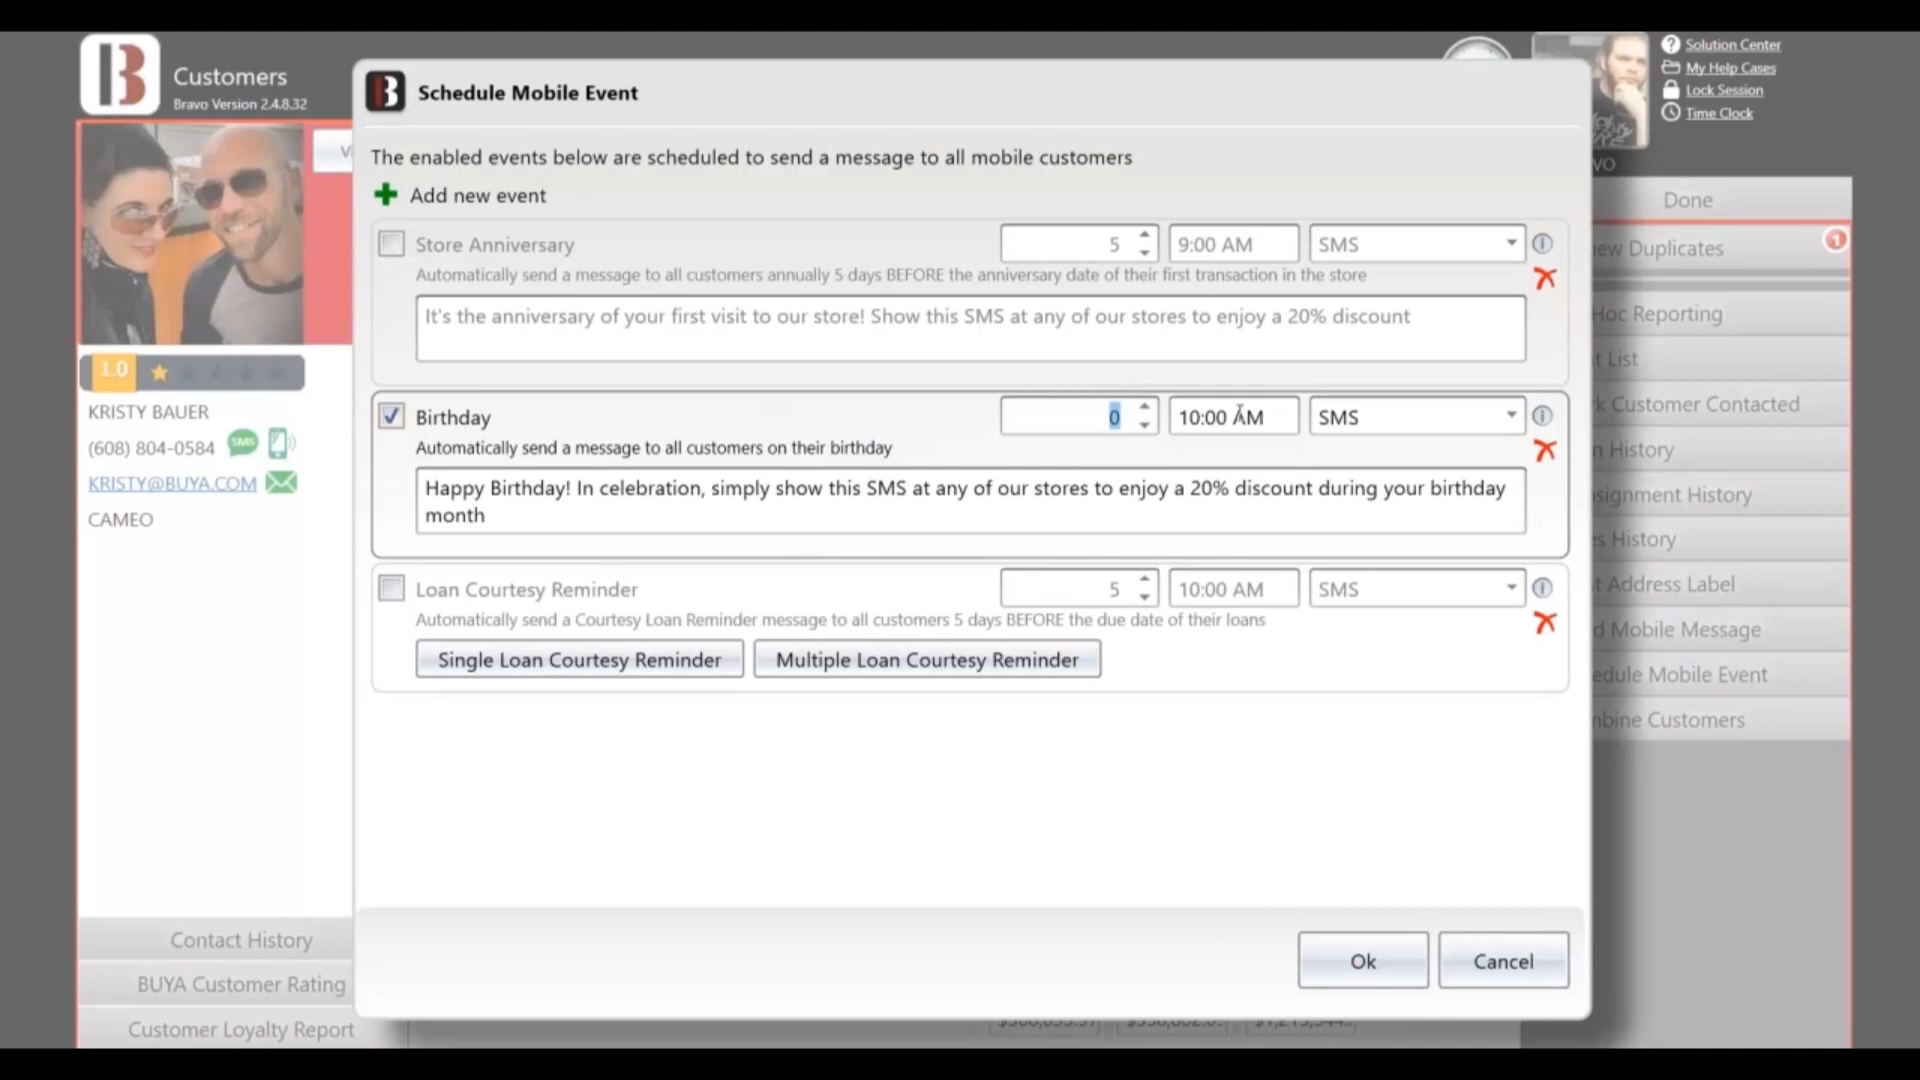 Customers
Bravo Version 2.4.8.32
Solution Center
My Help Cases
Lock Session
Time Clock
Schedule Mobile Event
The enabled events below are scheduled to send a message to all mobile customers
Add new event
Store Anniversary 5 9:00 AM SMS
Automatically send a message to all customers annually 5 days BEFORE the anniversary date of their first transaction in the store
It's the anniversary of your first visit to our store! Show this SMS at any of our stores to enjoy a 20% discount
Birthday 0 10:00 AM SMS
Automatically send a message to all customers on their birthday
Happy Birthday! In celebration, simply show this SMS at any of our stores to enjoy a 20% discount during your birthday
month
Loan Courtesy Reminder 5 10:00 AM SMS
Automatically send a Courtesy Loan Reminder message to all customers 5 days BEFORE the due date of their loans
Single Loan Courtesy Reminder Multiple Loan Courtesy Reminder
Ok Cancel
1.0
KRISTY BAUER
(608) 804-0584 SMS
KRISTY@BUYA.COM
CAMEO
Contact History
BUYA Customer Rating
Customer Loyalty Report
VO
Done
ew Duplicates 1
Hoc Reporting
t List
k Customer Contacted
n History
signment History
s History
t Address Label
d Mobile Message
edule Mobile Event
nbine Customers